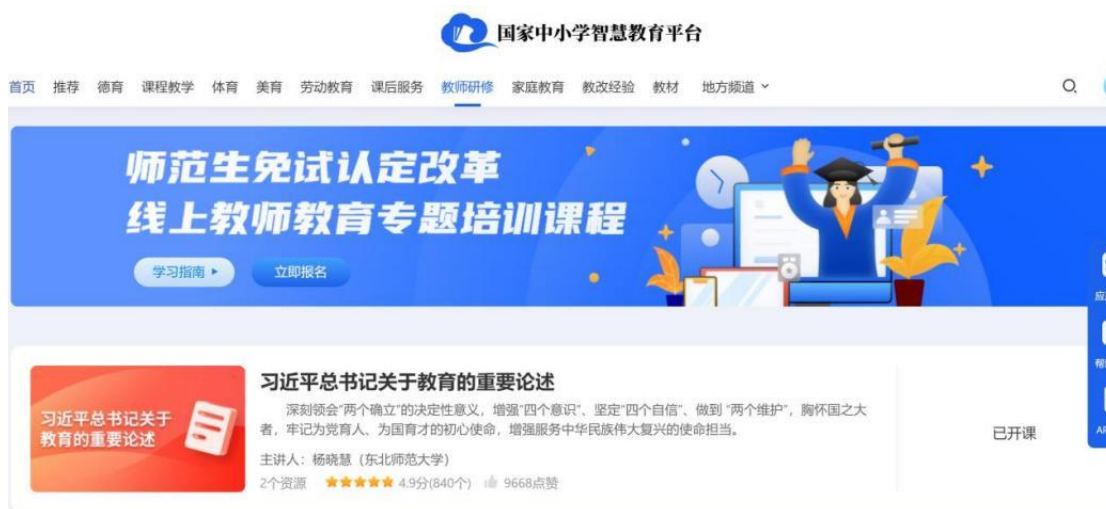 国家中小学智慧教育平台
首页 推荐 德育 课程教学 体育 美育 劳动教育 课后服务 教师研修 家庭教育 教改经验 教材 地方频道
师范生免试认定改革
线上教师教育专题培训课程
学习指南 立即报名
习近平总书记关于
教育的重要论述
习近平总书记关于教育的重要论述
深刻领会“两个确立”的决定性意义，增强“四个意识”、坚定“四个自信”、做到 “两个维护”，胸怀国之大
者，牢记为党育人、为国育才的初心使命，增强服务中华民族伟大复兴的使命担当。
主讲人：杨晓慧（东北师范大学）
2个资源 4.9分(840个) 9668点赞
已开课